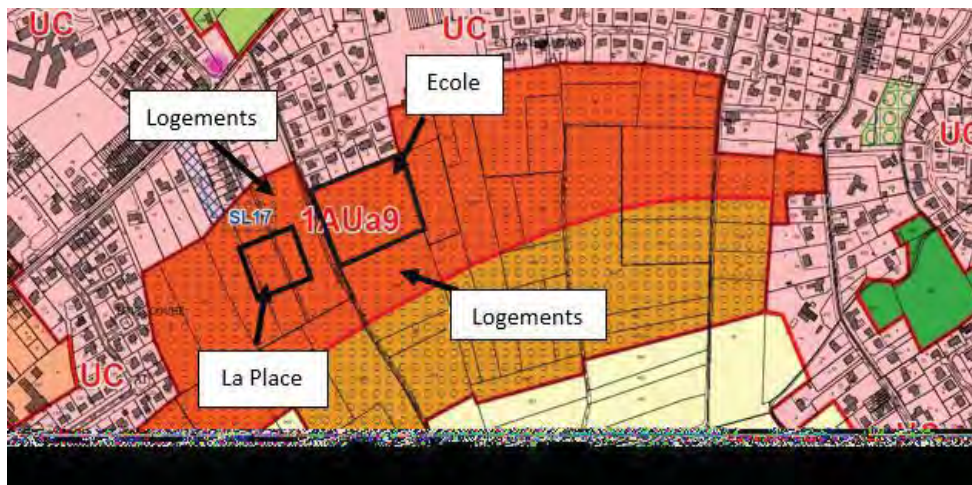 UC
UC
Ecole
Logements
UC
SL17
1AUa9
Logements
La Place
UC